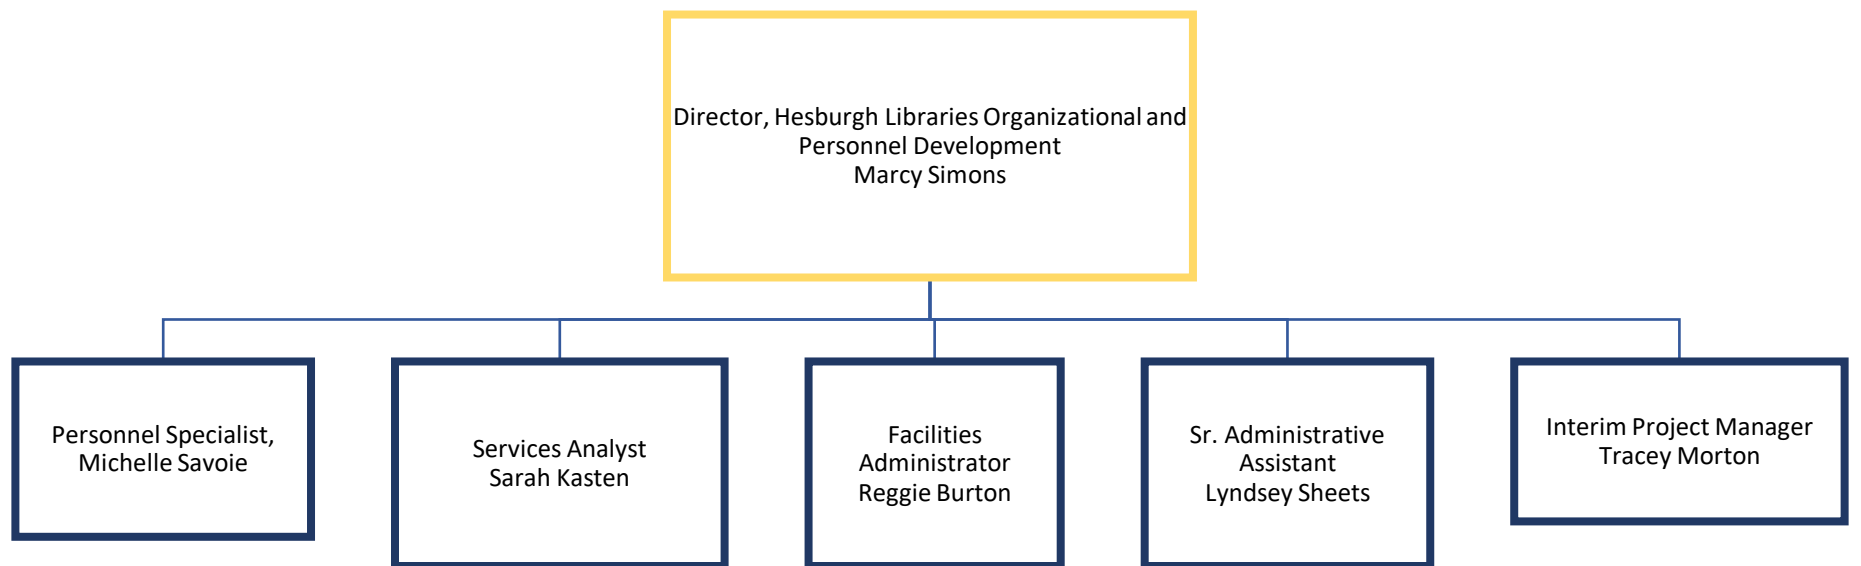 Director, Hesburgh Libraries Organizational and
Personnel Development
Marcy Simons
Personnel Specialist,
Michelle Savoie
Services Analyst
Sarah Kasten
Facilities
Administrator
Reggie Burton
Sr. Administrative
Assistant
Lyndsey Sheets
Interim Project Manager
Tracey Morton